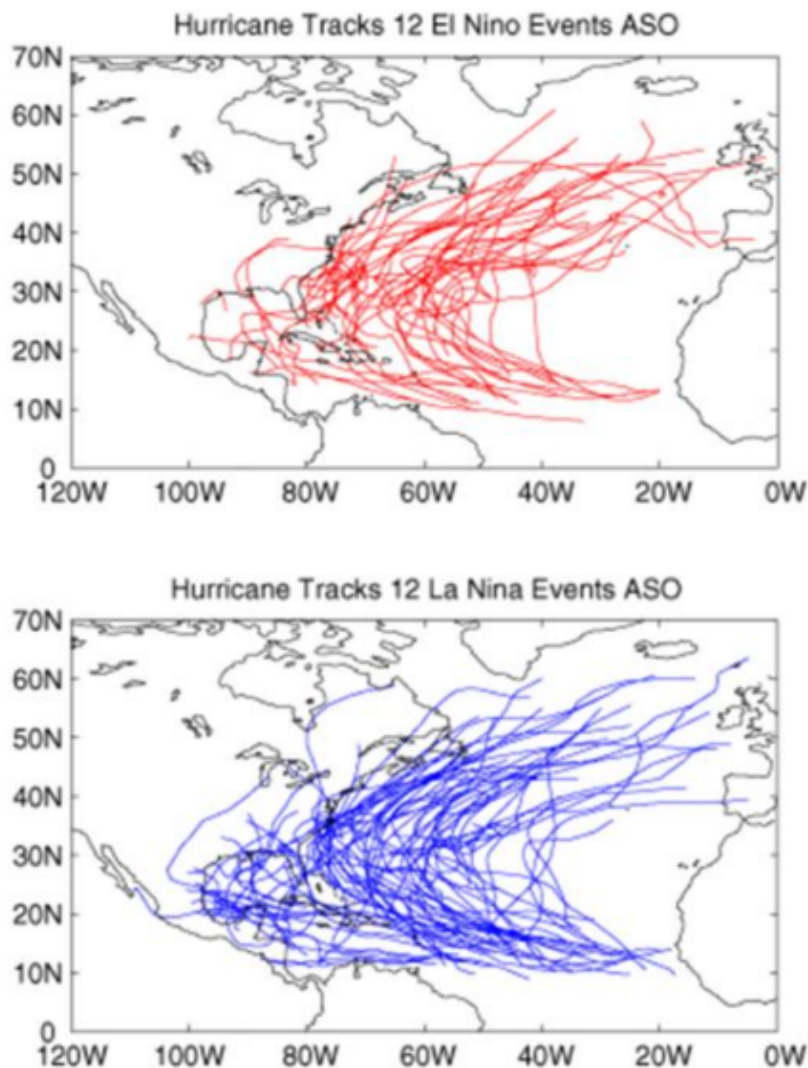 Hurricane Tracks 12 El Nino Events ASO
70N
60N
50N
40N
30N
20N
10N
0
120W 100W 80W 60W 40W 20W 0W
Hurricane Tracks 12 La Nina Events ASO
70N
60N
50N
40N
30N
20N
10N
0
120W 100W 80W 60W 40W 20W 0W